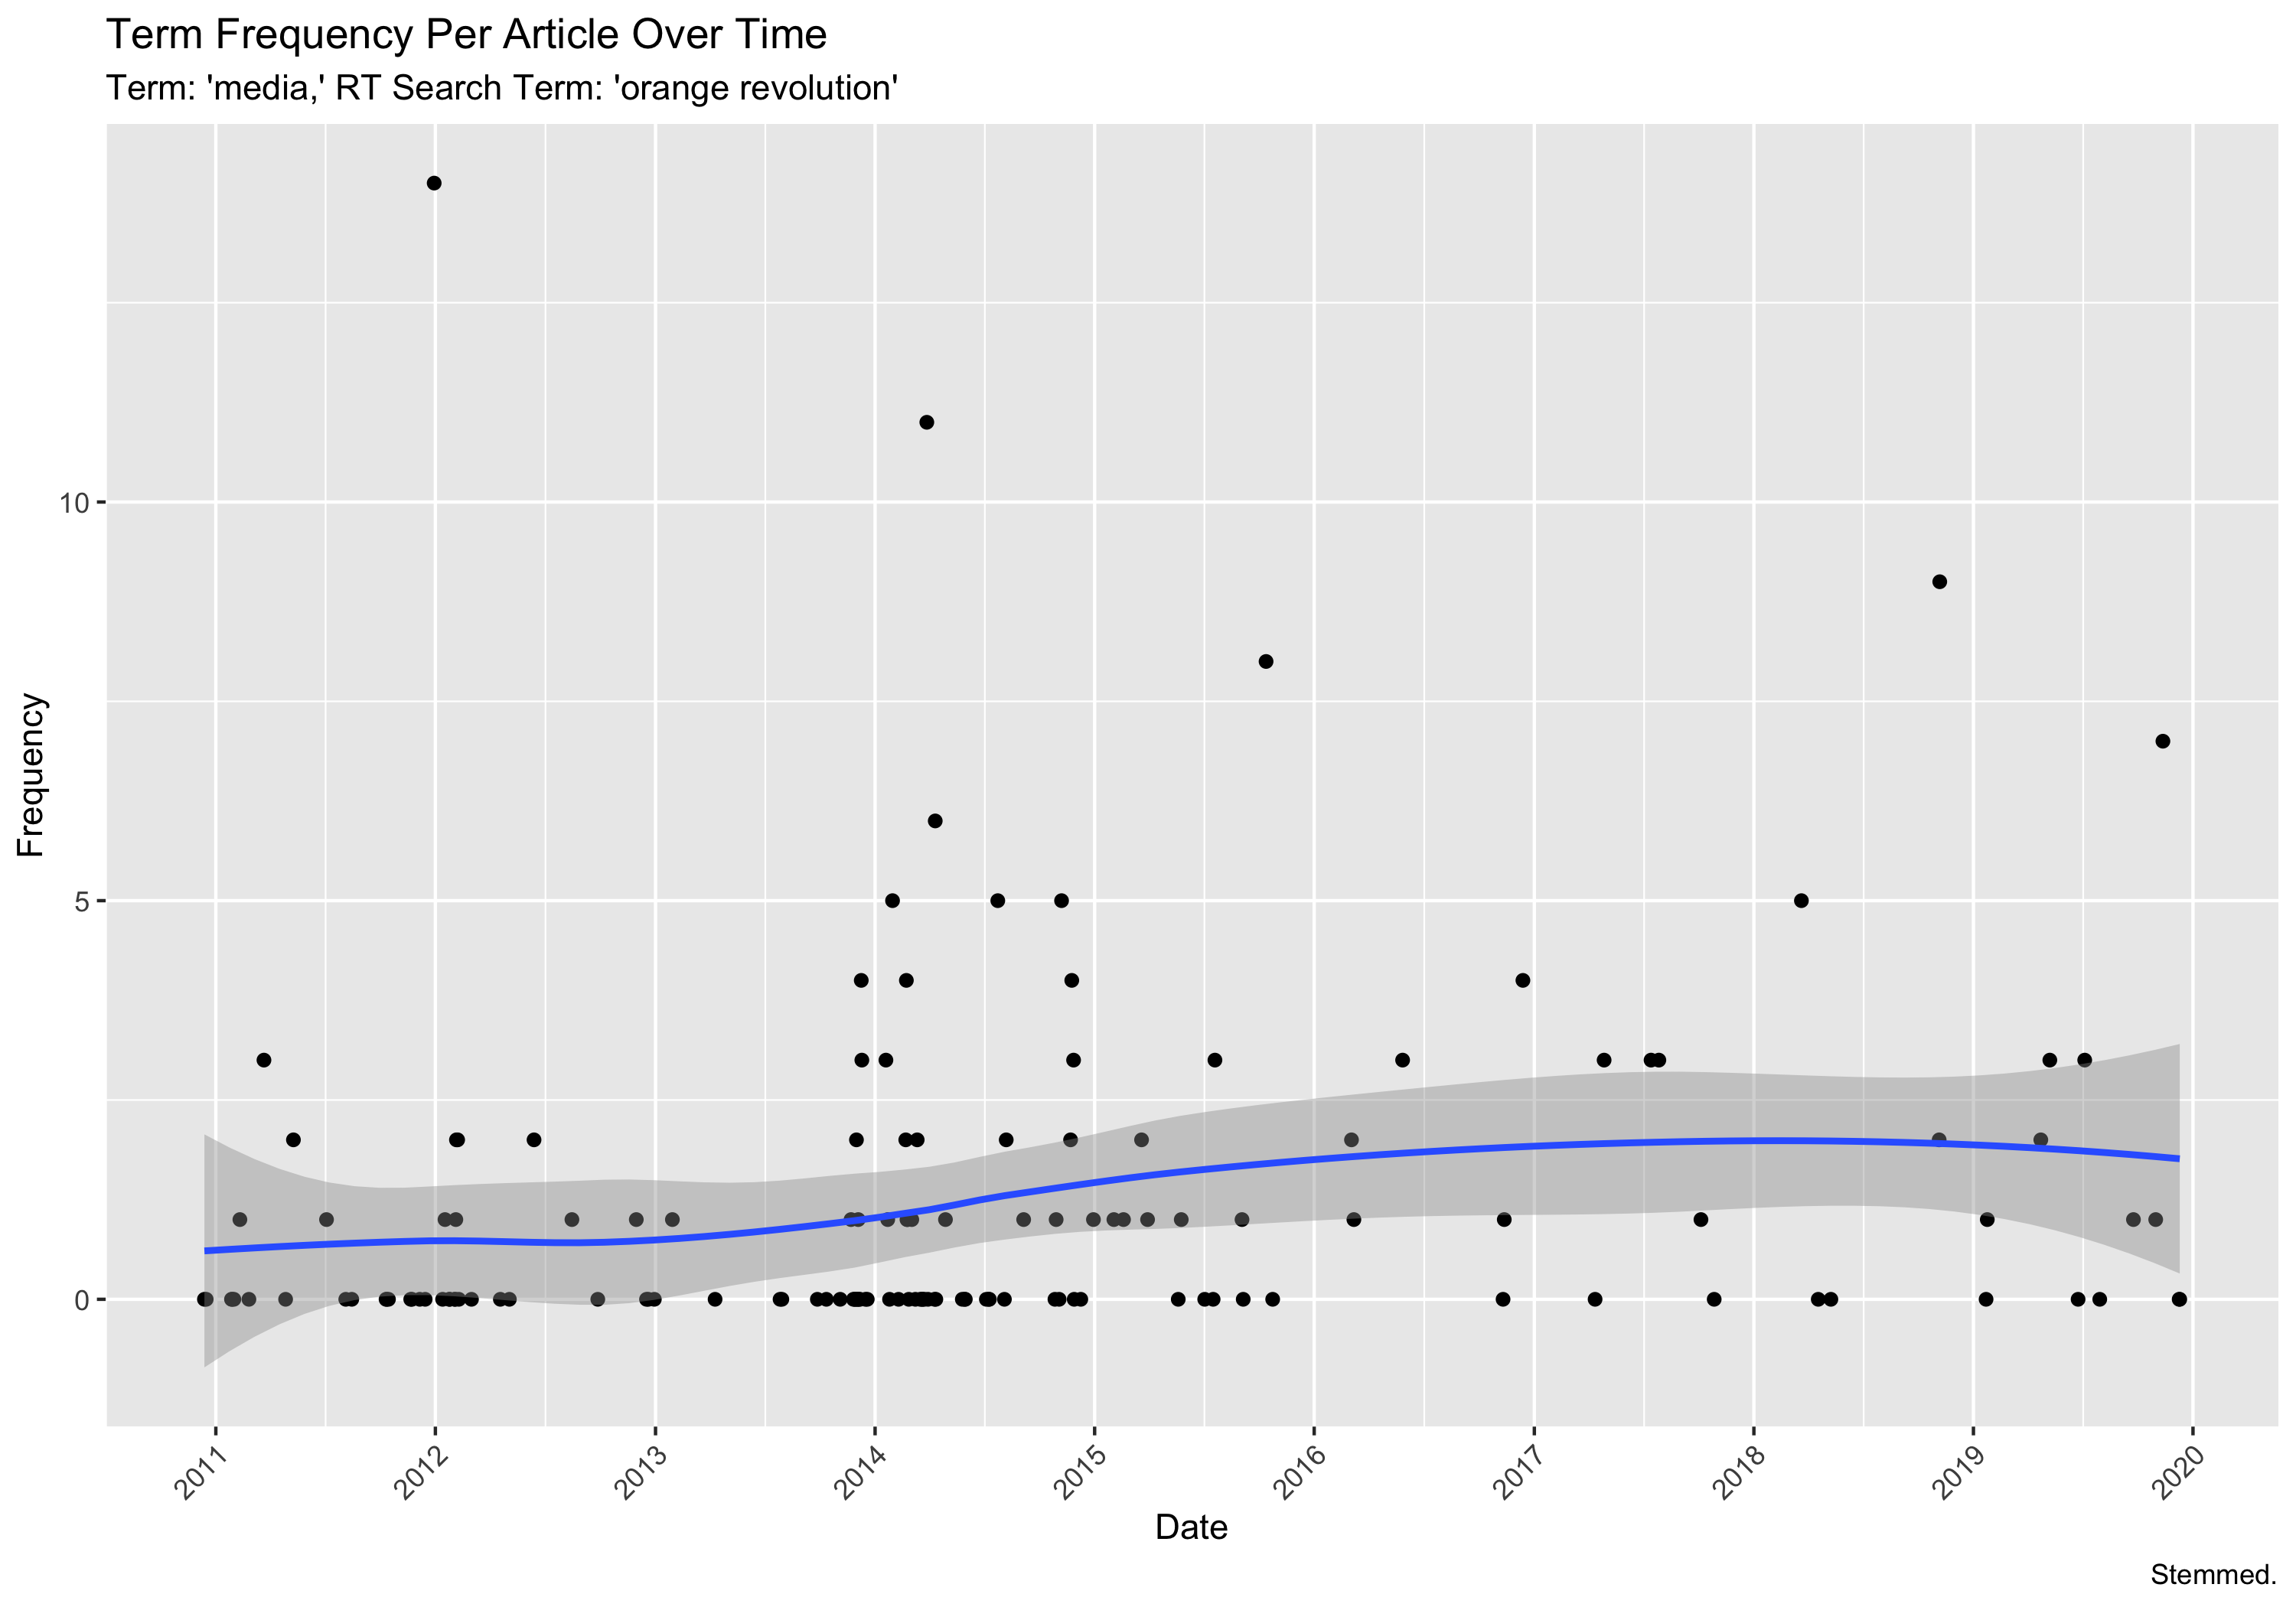 Term Frequency Per Article Over Time
Term: 'media,' RT Search Term: 'orange revolution'
Frequency
10
5
0
2011
2012
2013
2014
2015
2016
2017
2018
2019
2020
Date
Stemmed.